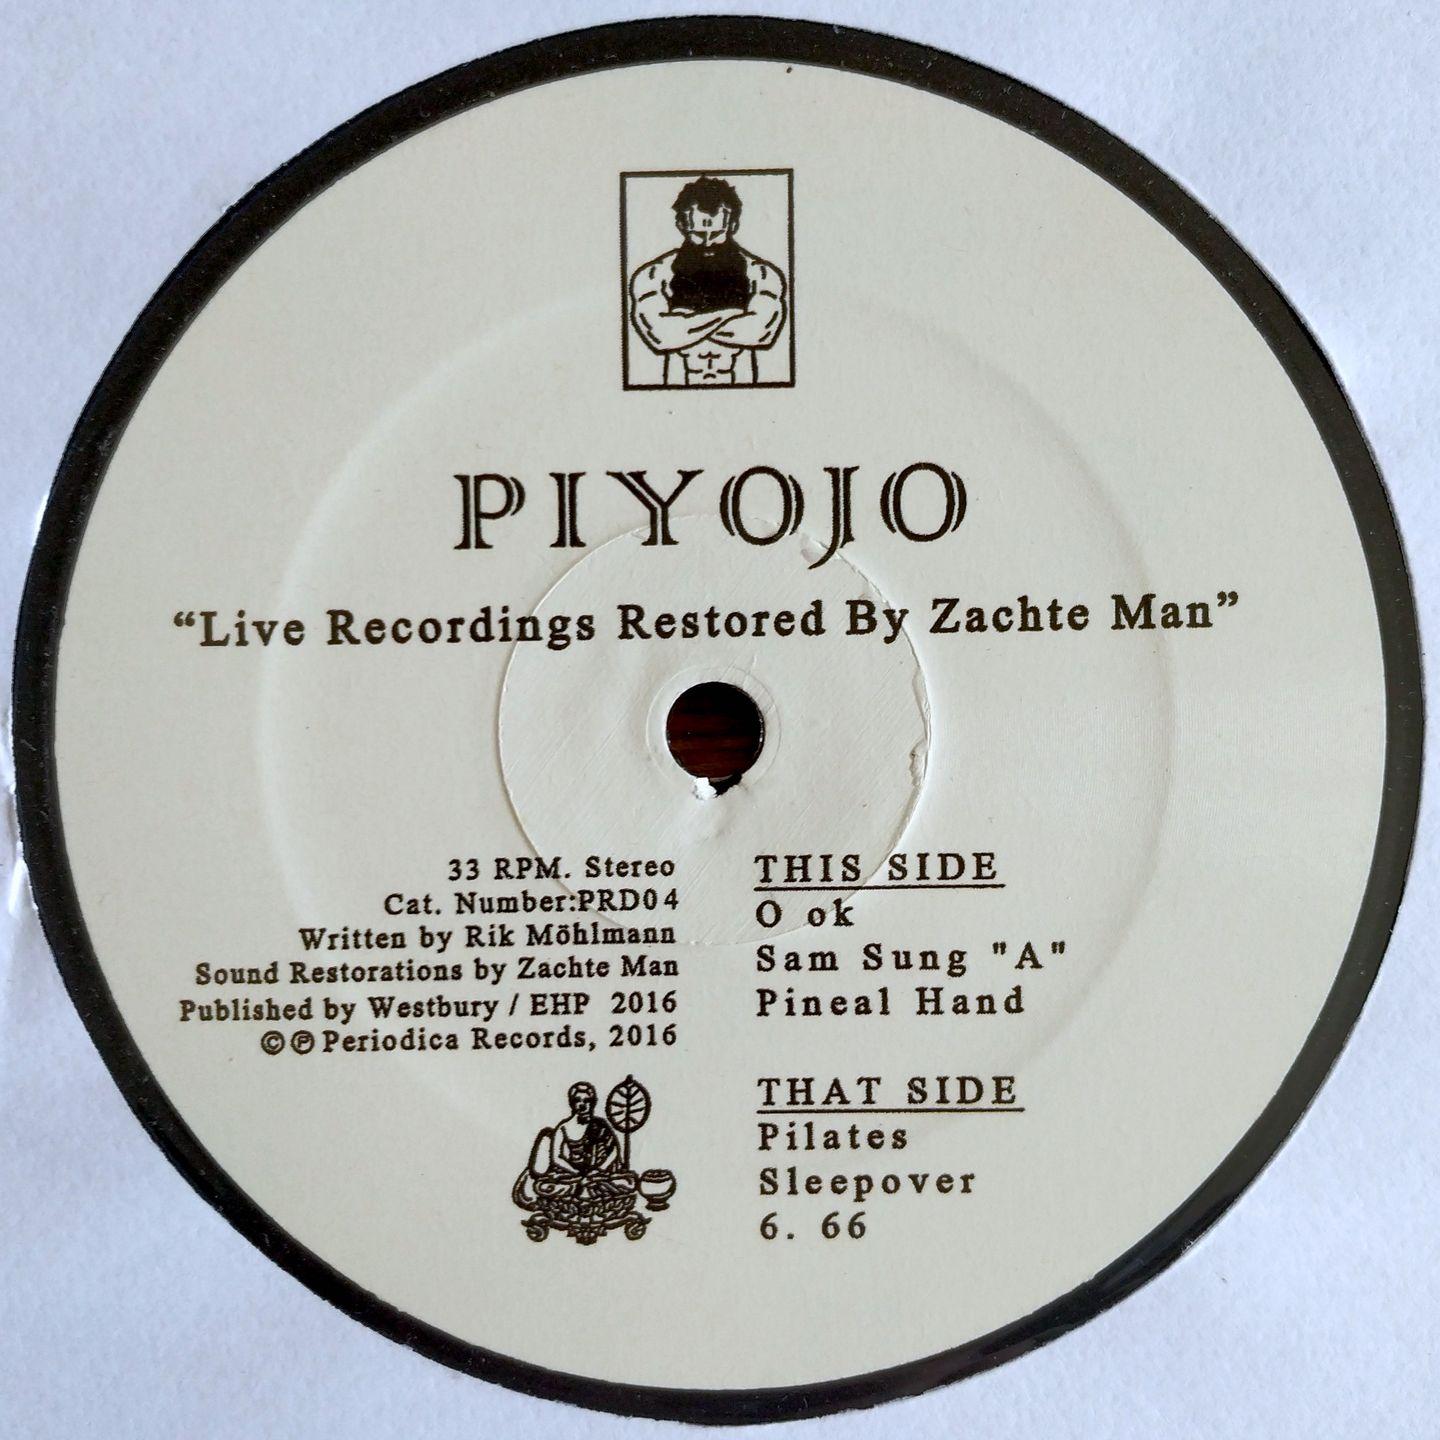 PIYOJO
“Live Recordings Restored By Zachte Man”
33 RPM. Stereo
Cat. Number:PRD04
Written by Rik Möhlmann
Sound Restorations by Zachte Man
Published by Westbury / EHP 2016
©℗ Periodica Records, 2016
THIS SIDE
O ok
Sam Sung "A"
Pineal Hand
THAT SIDE
Pilates
Sleepover
6. 66